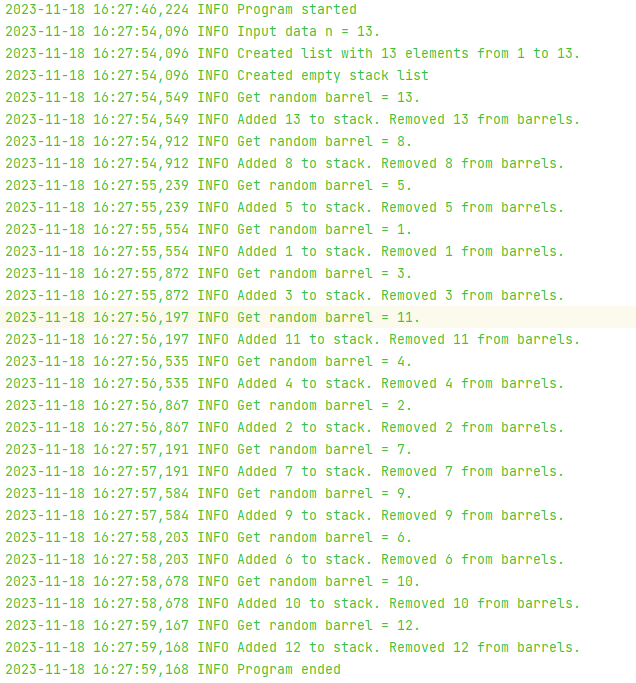 2023-11-18 16:27:46,224 INFO Program started
2023-11-18 16:27:54,096 INFO Input data n = 13.
2023-11-18 16:27:54,096 INFO Created list with 13 elements from 1 to 13.
2023-11-18 16:27:54,096 INFO Created empty stack list
2023-11-18 16:27:54,549 INFO Get random barrel = 13.
2023-11-18 16:27:54,549 INFO Added 13 to stack. Removed 13 from barrels.
2023-11-18 16:27:54,912 INFO Get random barrel = 8.
2023-11-18 16:27:54,912 INFO Added 8 to stack. Removed 8 from barrels.
2023-11-18 16:27:55,239 INFO Get random barrel = 5.
2023-11-18 16:27:55,239 INFO Added 5 to stack. Removed 5 from barrels.
2023-11-18 16:27:55,554 INFO Get random barrel = 1.
2023-11-18 16:27:55,554 INFO Added 1 to stack. Removed 1 from barrels.
2023-11-18 16:27:55,872 INFO Get random barrel = 3.
2023-11-18 16:27:55,872 INFO Added 3 to stack. Removed 3 from barrels.
2023-11-18 16:27:56,197 INFO Get random barrel = 11.
2023-11-18 16:27:56,197 INFO Added 11 to stack. Removed 11 from barrels.
2023-11-18 16:27:56,535 INFO Get random barrel = 4.
2023-11-18 16:27:56,535 INFO Added 4 to stack. Removed 4 from barrels.
2023-11-18 16:27:56,867 INFO Get random barrel = 2.
2023-11-18 16:27:56,867 INFO Added 2 to stack. Removed 2 from barrels.
2023-11-18 16:27:57,191 INFO Get random barrel = 7.
2023-11-18 16:27:57,191 INFO Added 7 to stack. Removed 7 from barrels.
2023-11-18 16:27:57,584 INFO Get random barrel = 9.
2023-11-18 16:27:57,584 INFO Added 9 to stack. Removed 9 from barrels.
2023-11-18 16:27:58,203 INFO Get random barrel = 6.
2023-11-18 16:27:58,203 INFO Added 6 to stack. Removed 6 from barrels.
2023-11-18 16:27:58,678 INFO Get random barrel = 10.
2023-11-18 16:27:58,678 INFO Added 10 to stack. Removed 10 from barrels.
2023-11-18 16:27:59,167 INFO Get random barrel = 12.
2023-11-18 16:27:59,168 INFO Added 12 to stack. Removed 12 from barrels.
2023-11-18 16:27:59,168 INFO Program ended